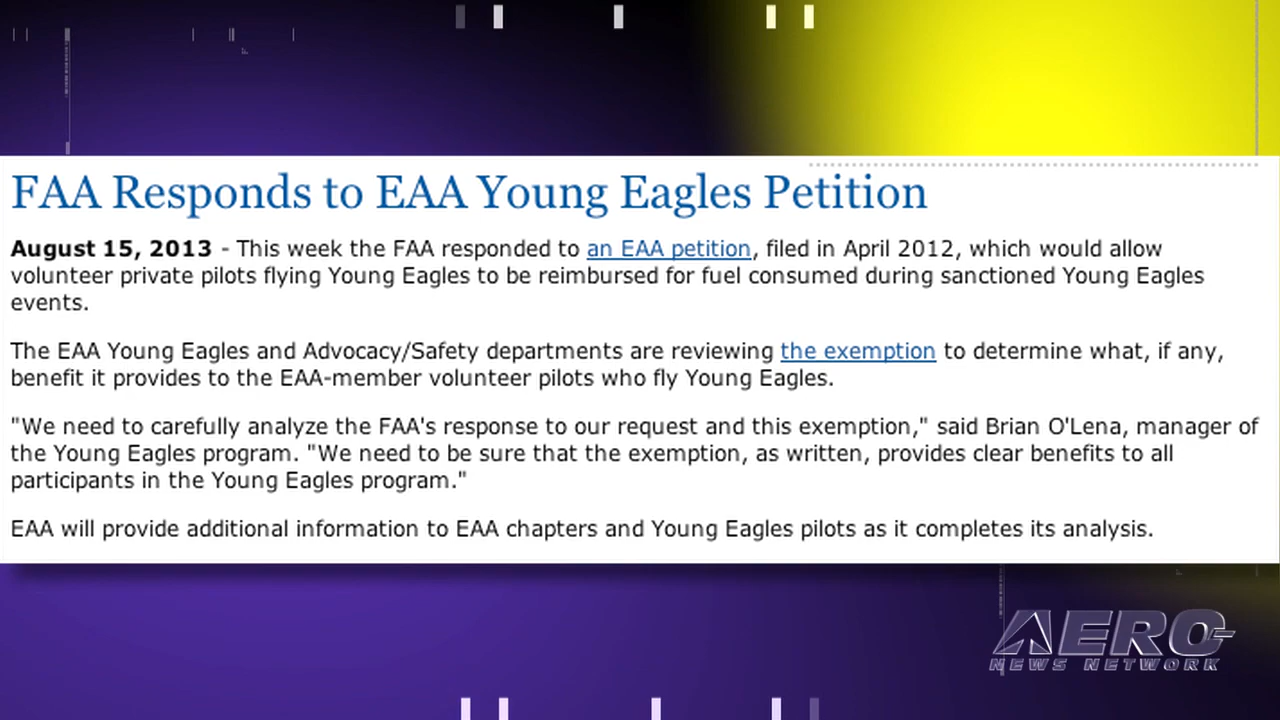 FAA Responds to EAA Young Eagles Petition
August 15, 2013 - This week the FAA responded to an EAA petition, filed in April 2012, which would allow
volunteer private pilots flying Young Eagles to be reimbursed for fuel consumed during sanctioned Young Eagles
events.
The EAA Young Eagles and Advocacy/Safety departments are reviewing the exemption to determine what, if any,
benefit it provides to the EAA-member volunteer pilots who fly Young Eagles.
"We need to carefully analyze the FAA's response to our request and this exemption," said Brian O'Lena, manager of
the Young Eagles program. "We need to be sure that the exemption, as written, provides clear benefits to all
participants in the Young Eagles program."
EAA will provide additional information to EAA chapters and Young Eagles pilots as it completes its analysis.
AERO-
NEWS NETWORK